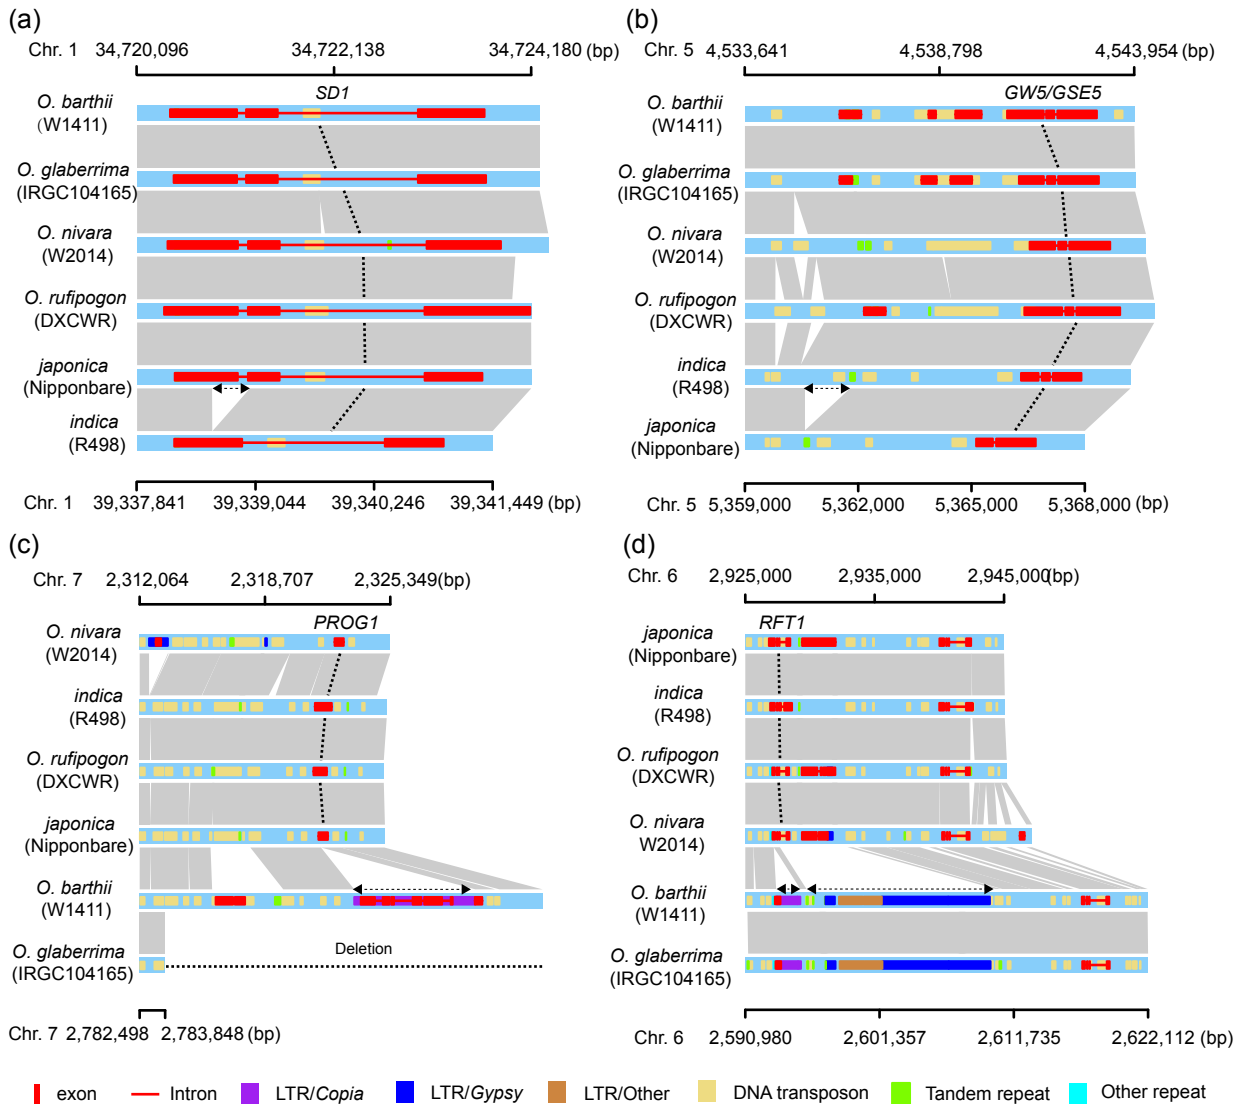 (a)
Chr. 1 34,720,096 34,722,138 34,724,180 (bp)
SD1
O. barthii
(W1411)
O. glaberrima
(IRGC104165)
O. nivara
(W2014)
O. rufipogon
(DXCWR)
japonica
(Nipponbare)
indica
(R498)
Chr. 1 39,337,841 39,339,044 39,340,246 39,341,449 (bp)
(b)
Chr. 5 4,533,641 4,538,798 4,543,954 (bp)
GW5/GSE5
O. barthii
(W1411)
O. glaberrima
(IRGC104165)
O. nivara
(W2014)
O. rufipogon
(DXCWR)
indica
(R498)
japonica
(Nipponbare)
Chr. 5 5,359,000 5,362,000 5,365,000 5,368,000 (bp)
(c)
Chr. 7 2,312,064 2,318,707 2,325,349(bp)
PROG1
O. nivara
(W2014)
indica
(R498)
O. rufipogon
(DXCWR)
japonica
(Nipponbare)
O. barthii
(W1411)
O. glaberrima
(IRGC104165)
Deletion
Chr. 7 2,782,498 2,783,848 (bp)
(d)
Chr. 6 2,925,000 2,935,000 2,945,000(bp)
RFT1
japonica
(Nipponbare)
indica
(R498)
O. rufipogon
(DXCWR)
O. nivara
W2014)
O. barthii
(W1411)
O. glaberrima
(IRGC104165)
Chr. 6 2,590,980 2,601,357 2,611,735 2,622,112 (bp)
exon Intron LTR/Copia LTR/Gypsy LTR/Other DNA transposon Tandem repeat Other repeat